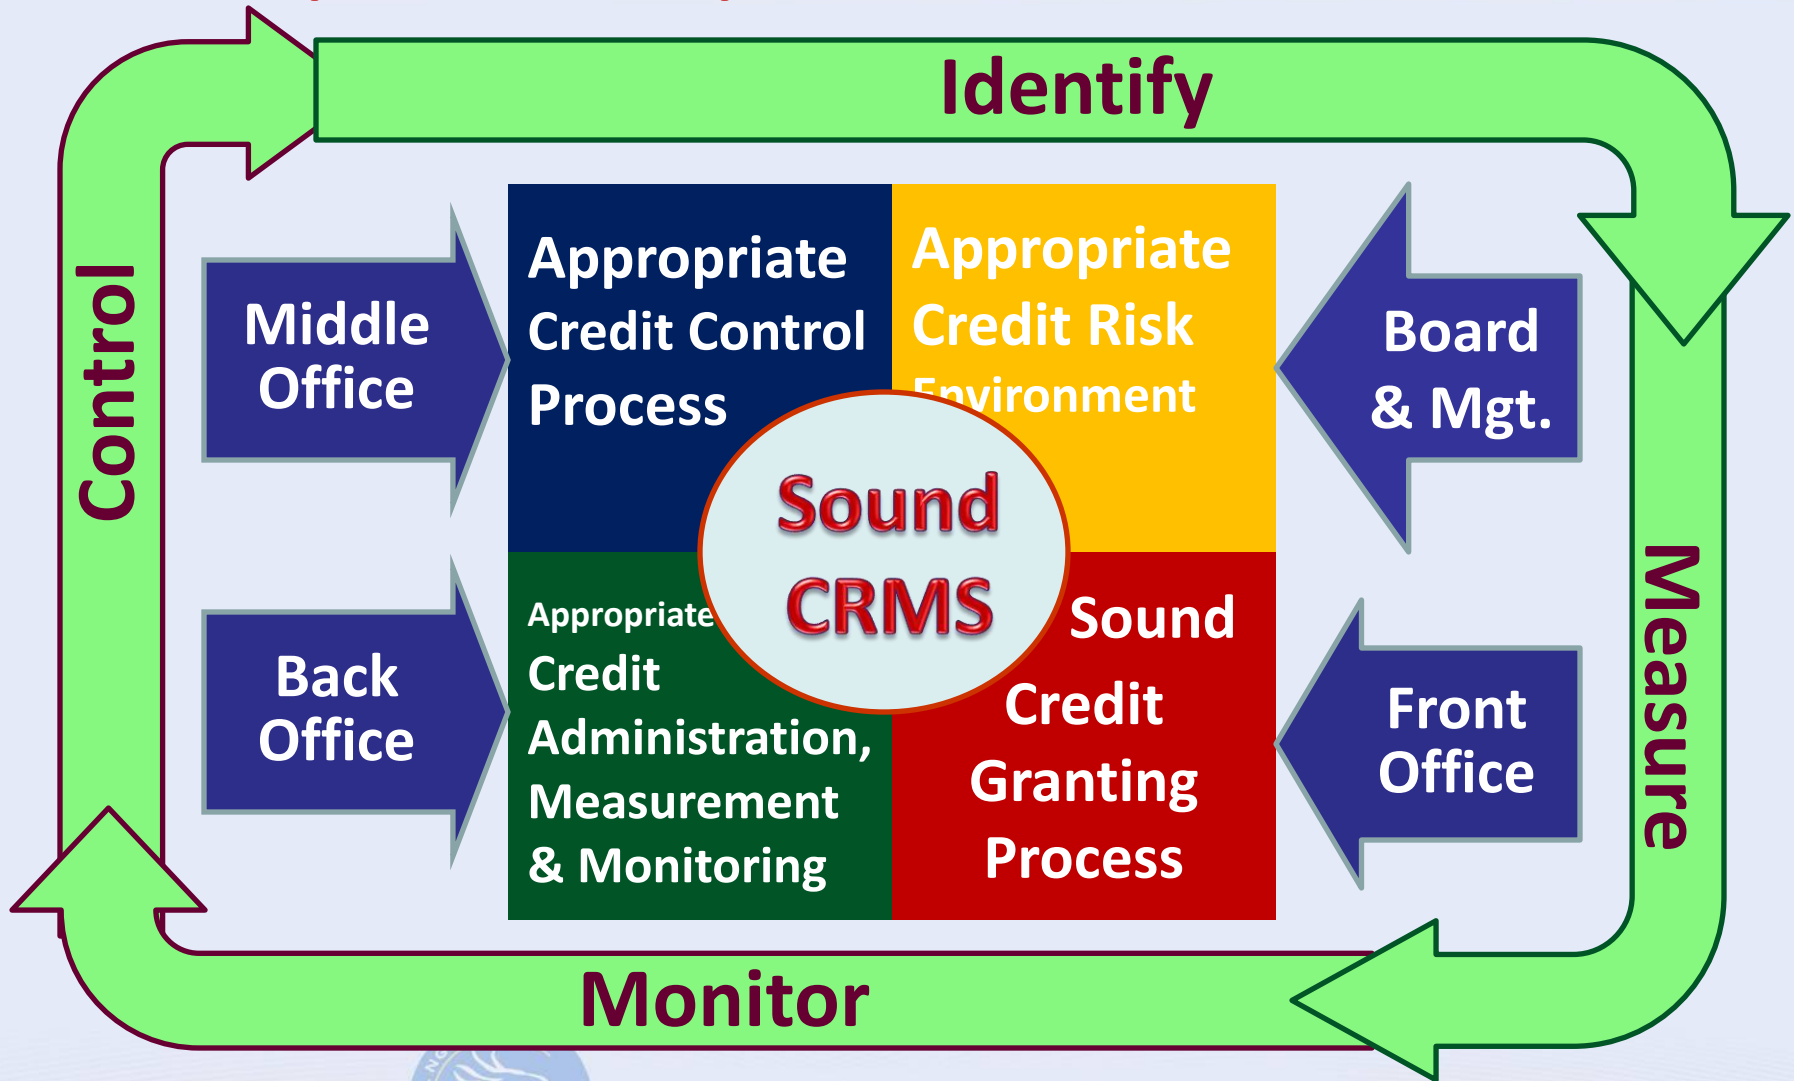 Identify
Control
Middle
Office
Appropriate
Credit Control
Process
Appropriate
Credit Risk
Environment
Board
& Mgt.
Sound
CRMS
Back
Office
Appropriate
Credit
Administration,
Measurement
& Monitoring
Sound
Credit
Granting
Process
Front
Office
Measure
Monitor